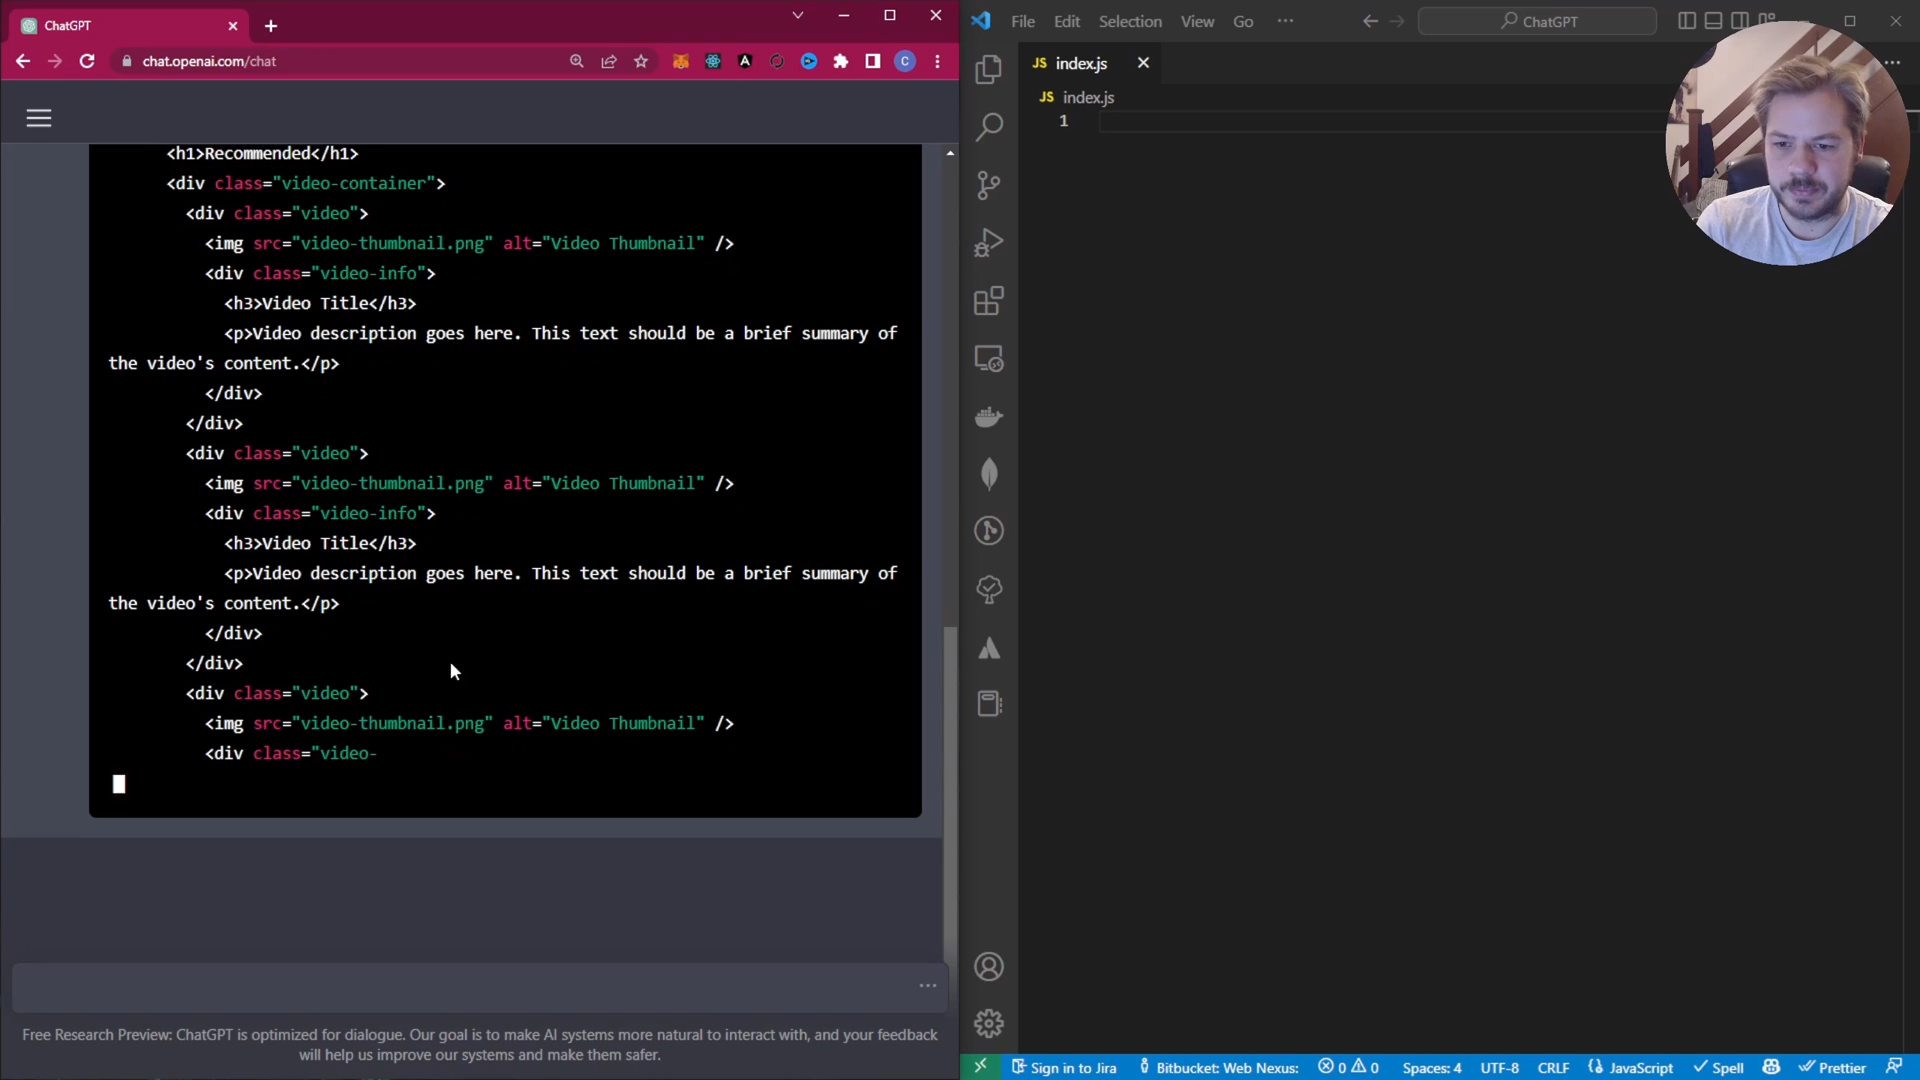 ChatGPT
chat.openai.com/chat
C
<h1>Recommended</h1>
<div class="video-container">
<div class="video">
<img src="video-thumbnail.png" alt="Video Thumbnail" />
<div class="video-info">
<h3>Video Title</h3>
<p>Video description goes here. This text should be a brief summary of
the video's content.</p>
</div>
</div>
<div class="video">
<img src="video-thumbnail.png" alt="Video Thumbnail" />
<div class="video-info">
<h3>Video Title</h3>
<p>Video description goes here. This text should be a brief summary of
the video's content.</p>
</div>
</div>
<div class="video">
<img src="video-thumbnail.png" alt="Video Thumbnail" />
<div class="video-
Free Research Preview: ChatGPT is optimized for dialogue. Our goal is to make AI systems more natural to interact with, and your feedback
will help us improve our systems and make them safer.
File Edit Selection View Go ··· ChatGPT
JS index.js
JS index.js
1
Sign in to Jira Bitbucket: Web Nexus: 0 0 Spaces: 4 UTF-8 CRLF {} JavaScript Spell Prettier